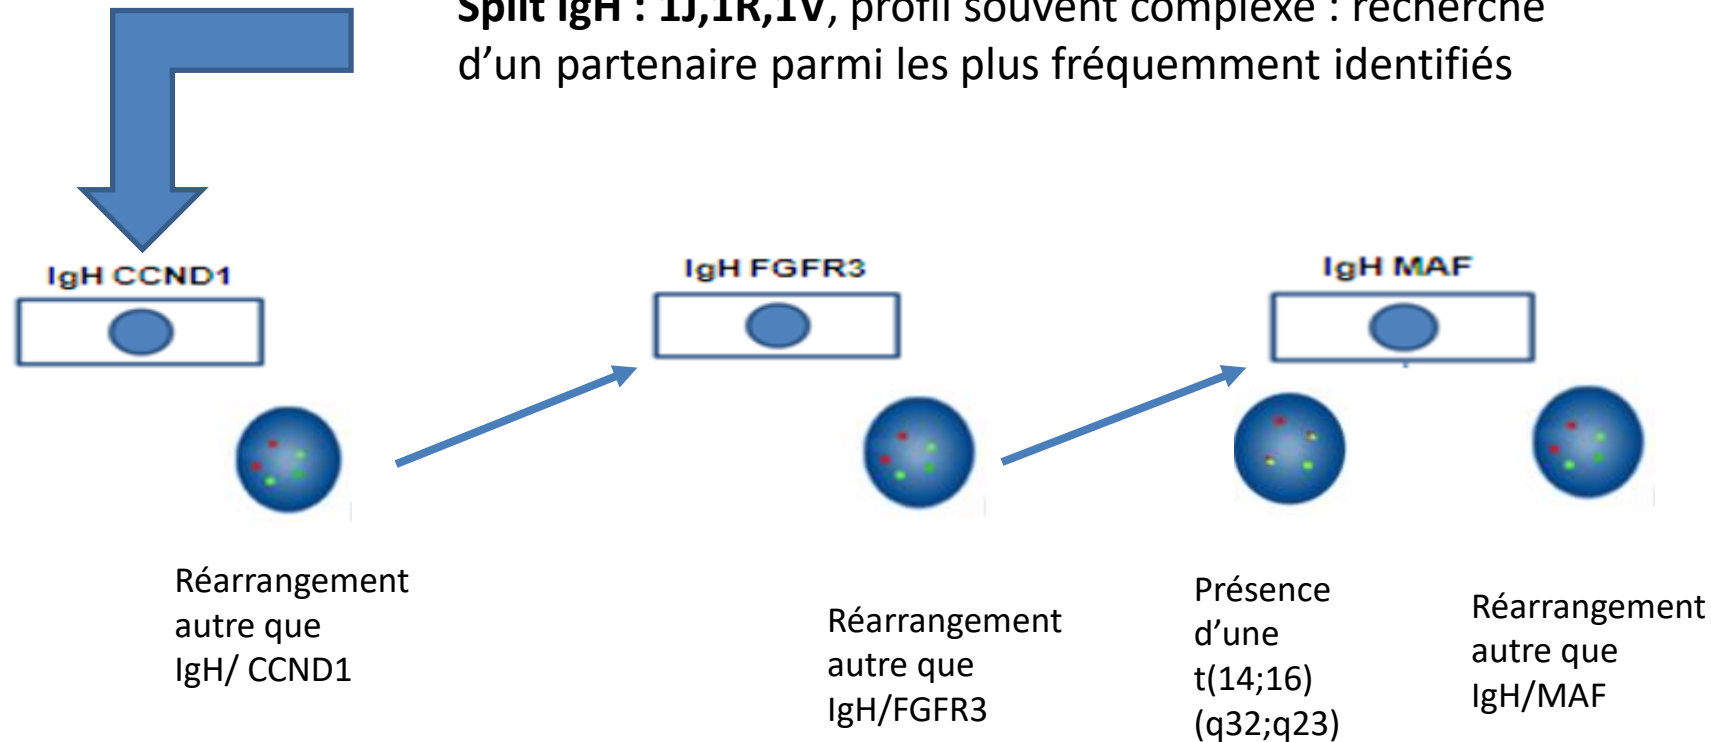 Split IgH : 1J,1R,1V, profil souvent complexe : recherche
d’un partenaire parmi les plus fréquemment identifiés
IgH CCND1
IgH FGFR3
IgH MAF
Réarrangement
autre que
IgH/ CCND1
Réarrangement
autre que
IgH/FGFR3
Présence
d’une
t(14;16)
(q32;q23)
Réarrangement
autre que
IgH/MAF